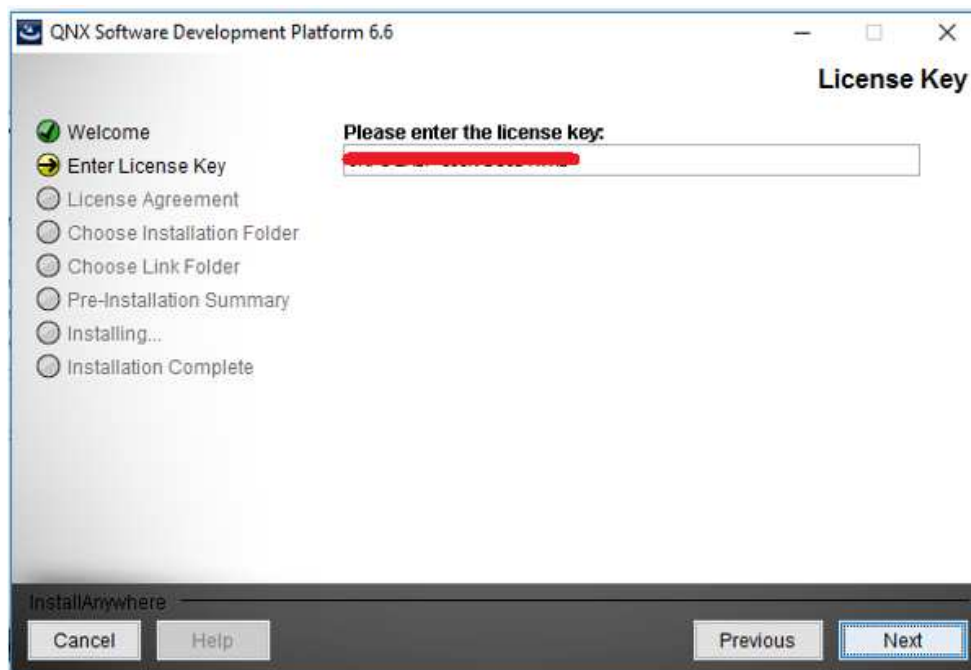 QNX Software Development Platform 6.6
License Key
Welcome
Enter License Key
License Agreement
Choose Installation Folder
Choose Link Folder
Pre-Installation Summary
Installing...
Installation Complete
Please enter the license key:
InstallAnywhere
Cancel
Help
Previous
Next